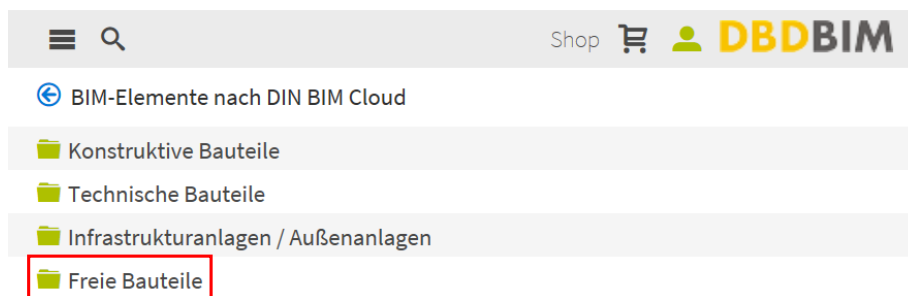 Shop DBDBIM
BIM-Elemente nach DIN BIM Cloud
Konstruktive Bauteile
Technische Bauteile
Infrastrukturanlagen / Außenanlagen
Freie Bauteile